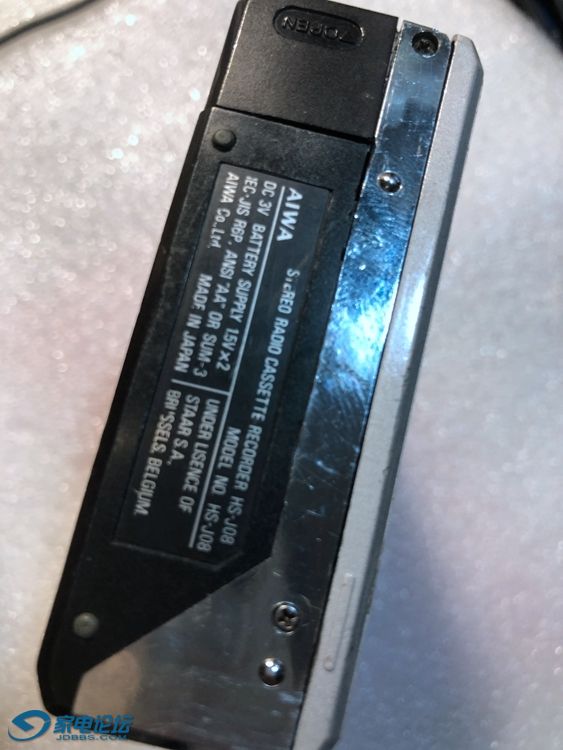 OPEN
AIWA STEREO RADIO CASSETTE RECORDER HS-J08
MODEL NO. HS-J08
DC 3V BATTERY SUPPLY 1.5V×2
IEC·JIS R6P, ANSI "AA" OR SUM-3
AIWA Co., Ltd. MADE IN JAPAN
UNDER LISENCE OF
STAAR S.A.
BRUSSELS, BELGIUM
家电论坛
JDBBS.COM